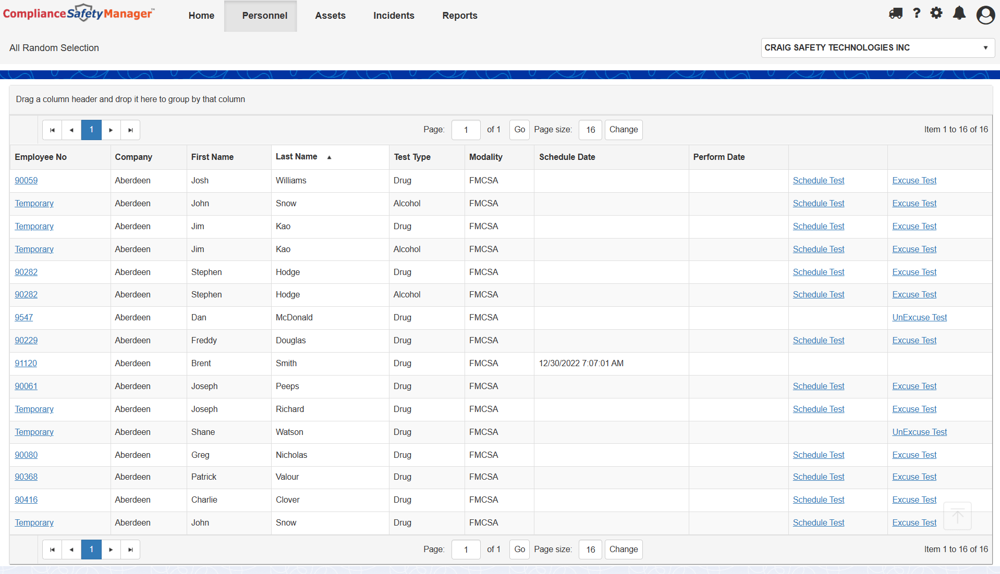 ComplianceSafetyManager™ Home Personnel Assets Incidents Reports ?
All Random Selection CRAIG SAFETY TECHNOLOGIES INC
Drag a column header and drop it here to group by that column
1 Page: 1 of 1 Go Page size: 16 Change Item 1 to 16 of 16
Employee No Company First Name Last Name Test Type Modality Schedule Date Perform Date
90059 Aberdeen Josh Williams Drug FMCSA Schedule Test Excuse Test
Temporary Aberdeen John Snow Alcohol FMCSA Schedule Test Excuse Test
Temporary Aberdeen Jim Kao Drug FMCSA Schedule Test Excuse Test
Temporary Aberdeen Jim Kao Alcohol FMCSA Schedule Test Excuse Test
90282 Aberdeen Stephen Hodge Drug FMCSA Schedule Test Excuse Test
90282 Aberdeen Stephen Hodge Alcohol FMCSA Schedule Test Excuse Test
9547 Aberdeen Dan McDonald Drug FMCSA UnExcuse Test
90229 Aberdeen Freddy Douglas Drug FMCSA Schedule Test Excuse Test
91120 Aberdeen Brent Smith Drug FMCSA 12/30/2022 7:07:01 AM
90061 Aberdeen Joseph Peeps Drug FMCSA Schedule Test Excuse Test
Temporary Aberdeen Joseph Richard Drug FMCSA Schedule Test Excuse Test
Temporary Aberdeen Shane Watson Drug FMCSA UnExcuse Test
90080 Aberdeen Greg Nicholas Drug FMCSA Schedule Test Excuse Test
90368 Aberdeen Patrick Valour Drug FMCSA Schedule Test Excuse Test
90416 Aberdeen Charlie Clover Drug FMCSA Schedule Test Excuse Test
Temporary Aberdeen John Snow Drug FMCSA Schedule Test Excuse Test
1 Page: 1 of 1 Go Page size: 16 Change Item 1 to 16 of 16